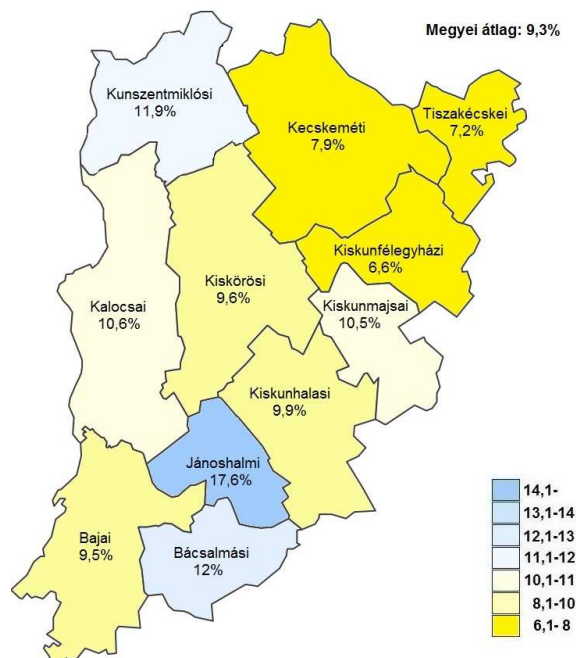 Megyei átlag: 9,3%
Kunszentmiklósi
11,9%
Kecskeméti
7,9%
Tiszakécskei
7,2%
Kiskunfélegyházi
6,6%
Kiskőrösi
9,6%
Kalocsai
10,6%
Kiskunmajsai
10,5%
Kiskunhalasi
9,9%
Jánoshalmi
17,6%
Bajai
9,5%
Bácsalmási
12%
14,1-
13,1-14
12,1-13
11,1-12
10,1-11
8,1-10
6,1- 8